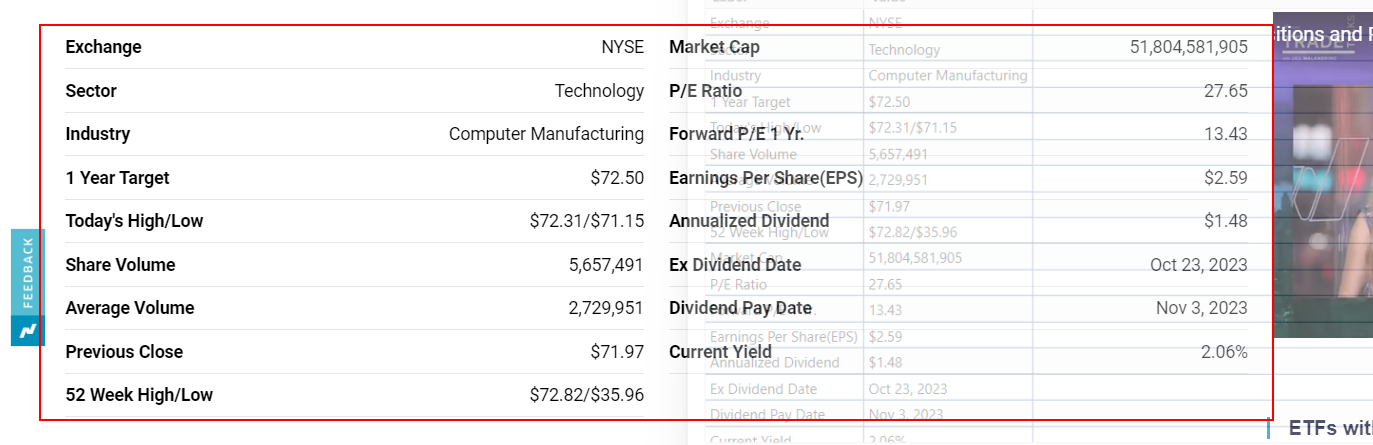 Exchange NYSE
Sector Technology
Industry Computer Manufacturing
1 Year Target $72.50
Today's High/Low $72.31/$71.15
Share Volume 5,657,491
Average Volume 2,729,951
Previous Close $71.97
52 Week High/Low $72.82/$35.96
Market Cap 51,804,581,905
P/E Ratio 27.65
Forward P/E 1 Yr. 13.43
Earnings Per Share(EPS) $2.59
Annualized Dividend $1.48
Ex Dividend Date Oct 23, 2023
Dividend Pay Date Nov 3, 2023
Current Yield 2.06%
Exchange NYSE
Sector Technology
Industry Computer Manufacturing
1 Year Target $72.50
Today's High/Low $72.31/$71.15
Share Volume 5,657,491
Average Volume 2,729,951
Previous Close $71.97
52 Week High/Low $72.82/$35.96
Market Cap 51,804,581,905
P/E Ratio 27.65
Forward P/E 1 Yr. 13.43
Earnings Per Share(EPS) $2.59
Annualized Dividend $1.48
Ex Dividend Date Oct 23, 2023
Dividend Pay Date Nov 3, 2023
Current Yield 2.06%
FEEDBACK
itions and
TRADE
ETFs wit